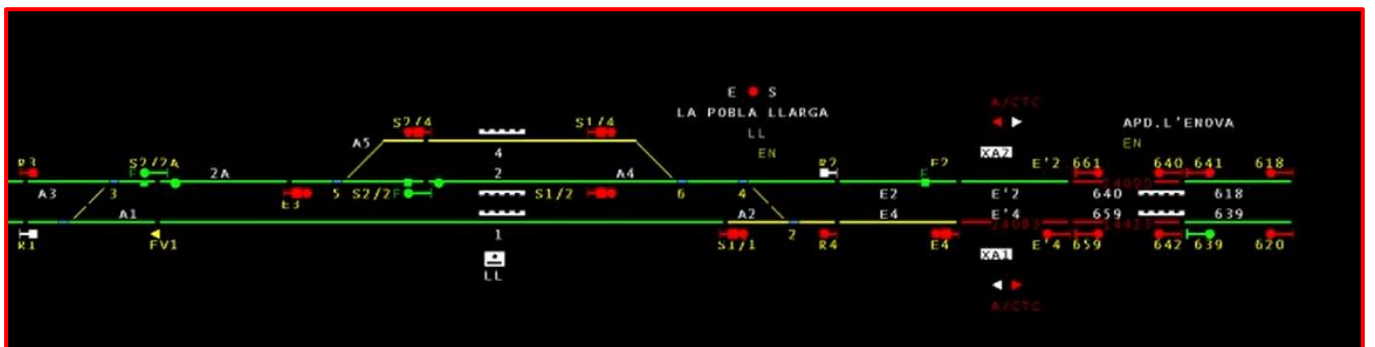 E S
A/CTC
LA POBLA LLARGA
APD.L'ENOVA
S2/4 S1/4
LL
EN
A5
4
EN
XA2
R3 S2/2A R2 E2 E'2 661 640 641 618
F 2A 2 A4 F
24090
A3 3 E3 5 S2/2 F S1/2 6 4 E2 E'2 640 618
A1 A2 E4 E'4 659 639
R1 FV1 1 S1/1 2 R4 E4 E'4 659 642 639 620
XA1
LL
A/CTC